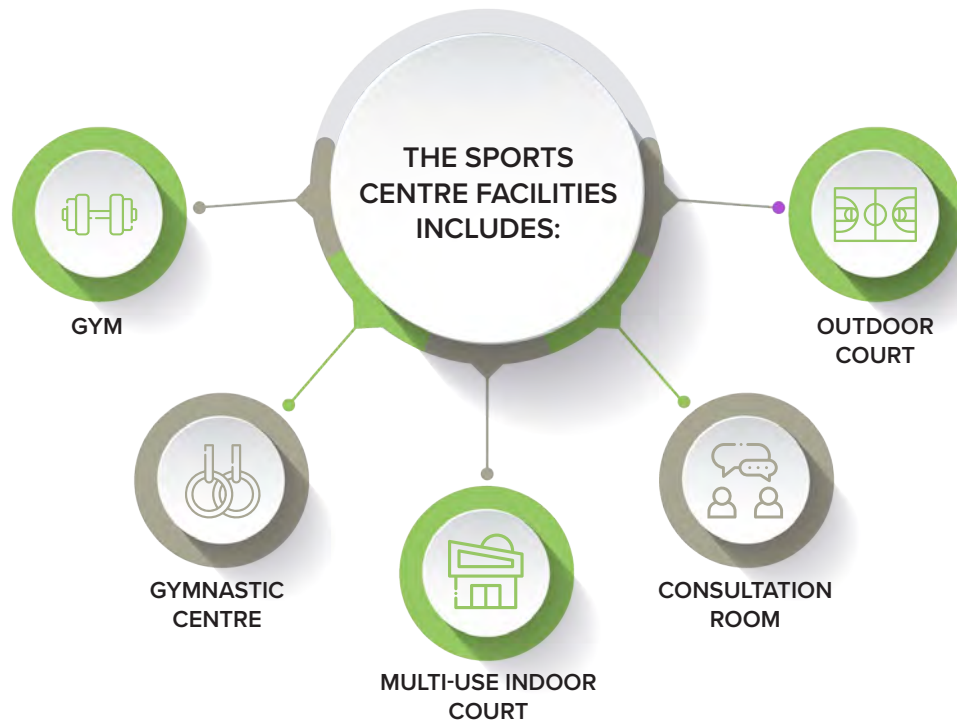 THE SPORTS
CENTRE FACILITIES
INCLUDES:
GYM
OUTDOOR
COURT
GYMNASTIC
CENTRE
CONSULTATION
ROOM
MULTI-USE INDOOR
COURT